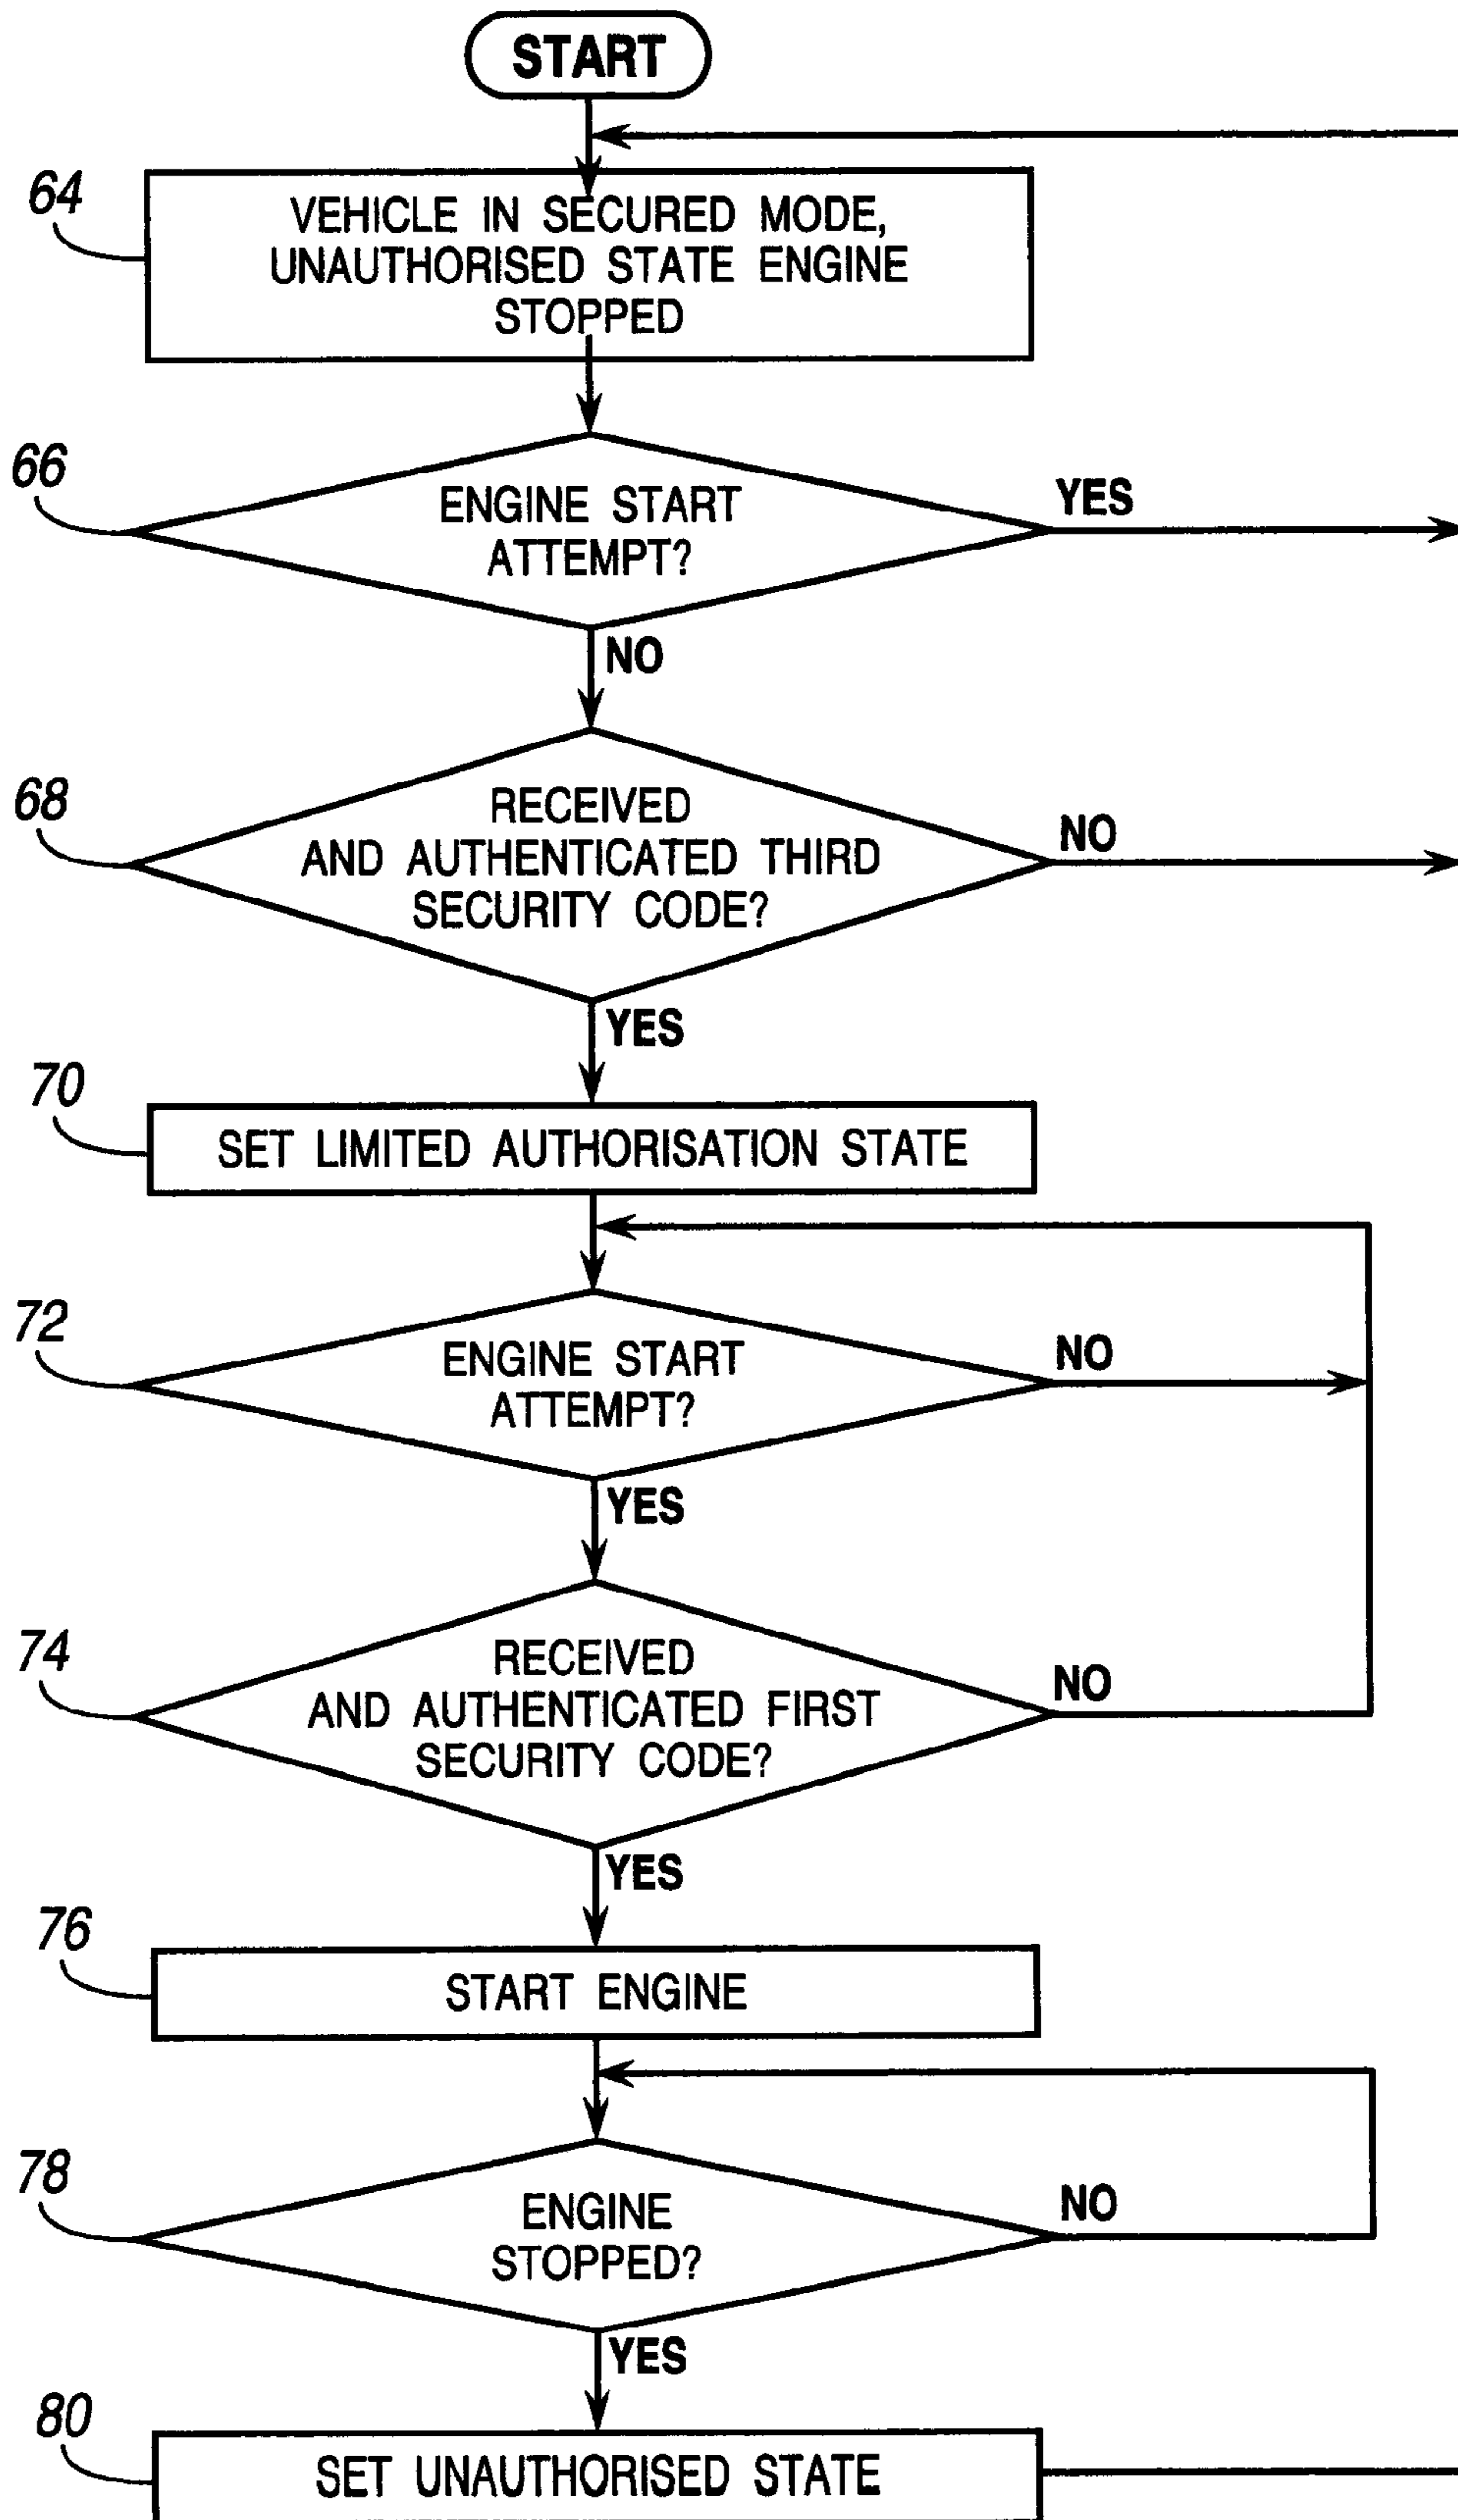 START
64
VEHICLE IN SECURED MODE,
UNAUTHORISED STATE ENGINE
STOPPED
66
ENGINE START
ATTEMPT?
YES
NO
68
RECEIVED
AND AUTHENTICATED THIRD
SECURITY CODE?
NO
YES
70
SET LIMITED AUTHORISATION STATE
72
ENGINE START
ATTEMPT?
NO
YES
74
RECEIVED
AND AUTHENTICATED FIRST
SECURITY CODE?
NO
YES
76
START ENGINE
78
ENGINE
STOPPED?
NO
YES
80
SET UNAUTHORISED STATE